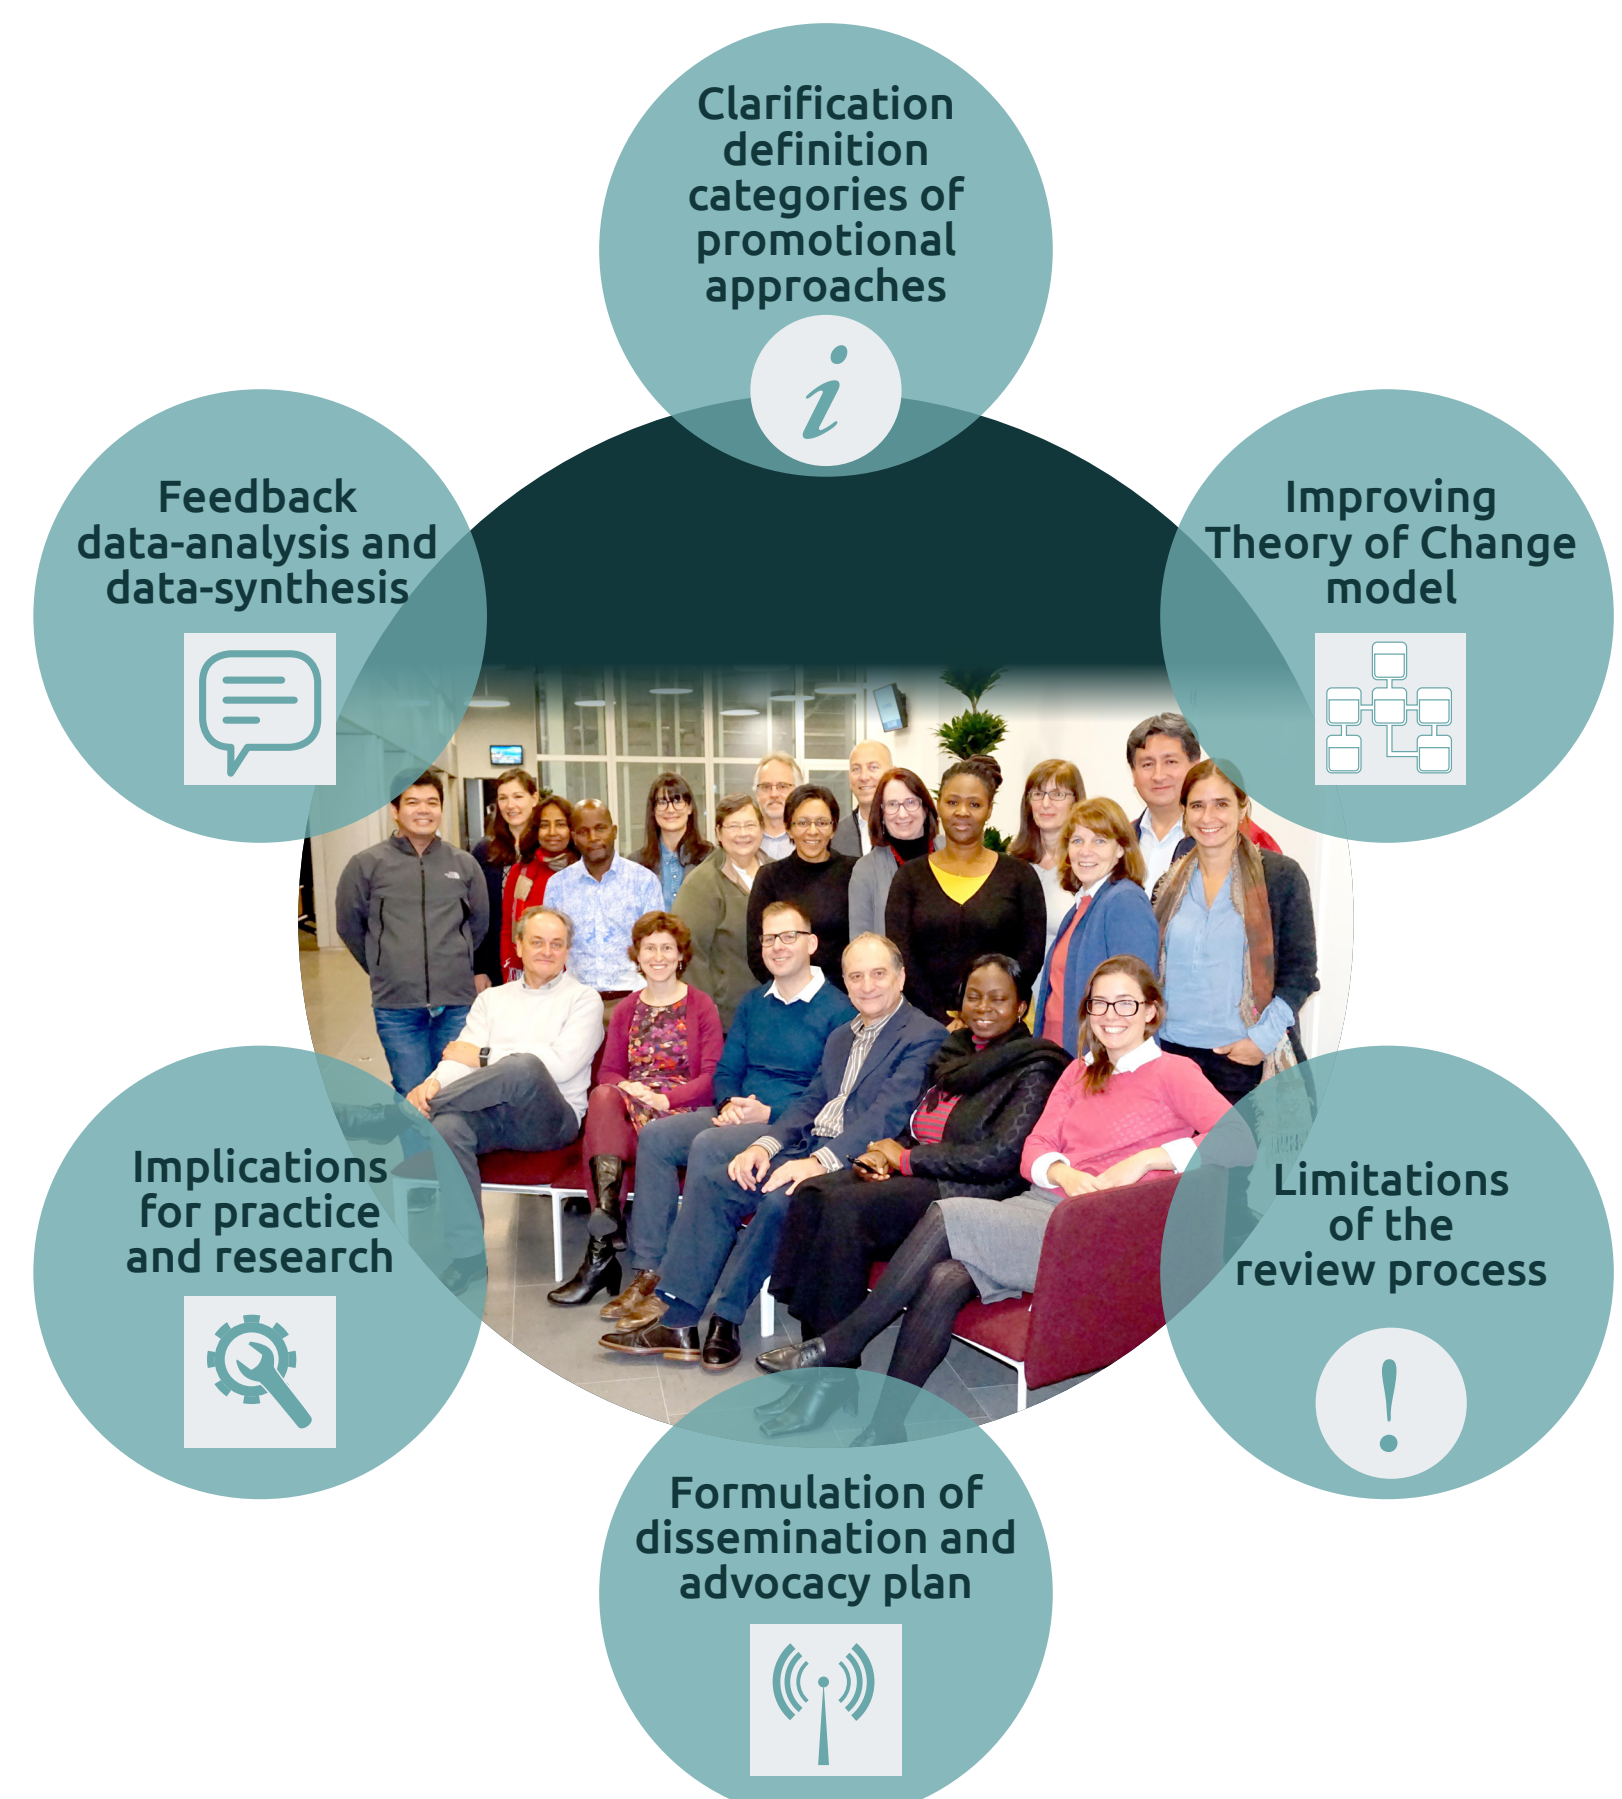 Clarification
definition
categories of
promotional
approaches
Feedback
data-analysis and
data-synthesis
Improving
Theory of Change
model
Implications
for practice
and research
Limitations
of the
review process
Formulation of
dissemination and
advocacy plan